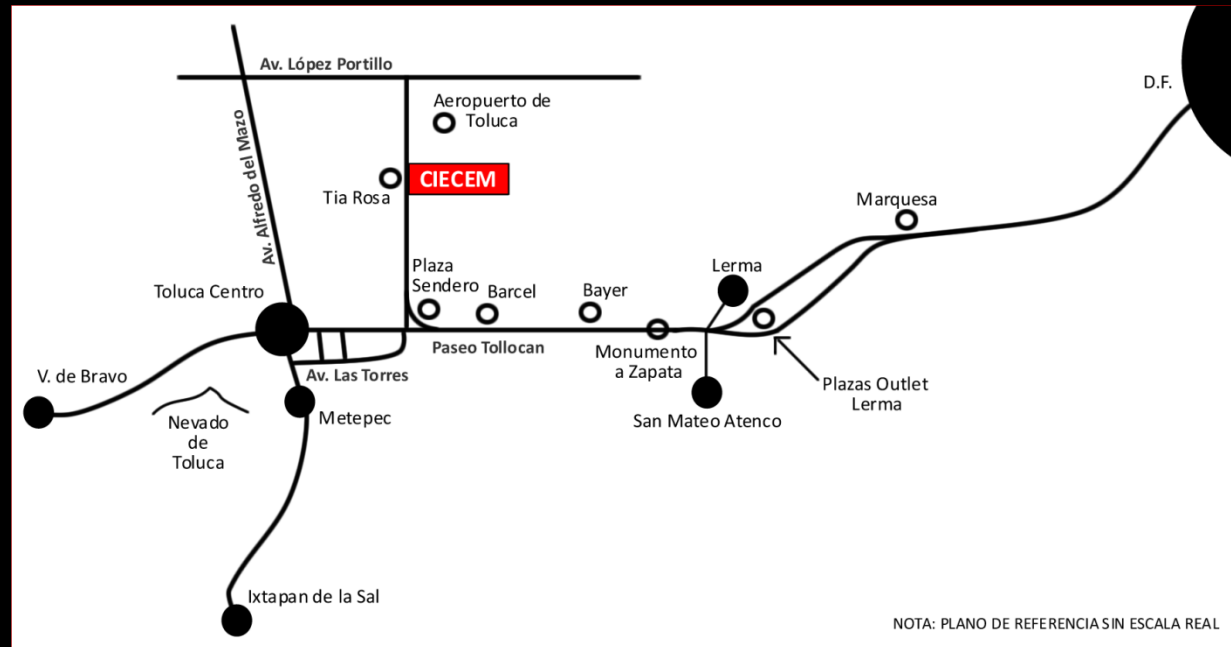 Av. López Portillo
D.F.
Aeropuerto de
Toluca
Av. Alfredo del Mazo
CIECEM
Tia Rosa
Marquesa
Plaza
Sendero
Lerma
Toluca Centro
Barcel
Bayer
Paseo Tollocan
Monumento
a Zapata
V. de Bravo
Av. Las Torres
Plazas Outlet
Lerma
Nevado
de
Toluca
Metepec
San Mateo Atenco
Ixtapan de la Sal
NOTA: PLANO DE REFERENCIA SIN ESCALA REAL